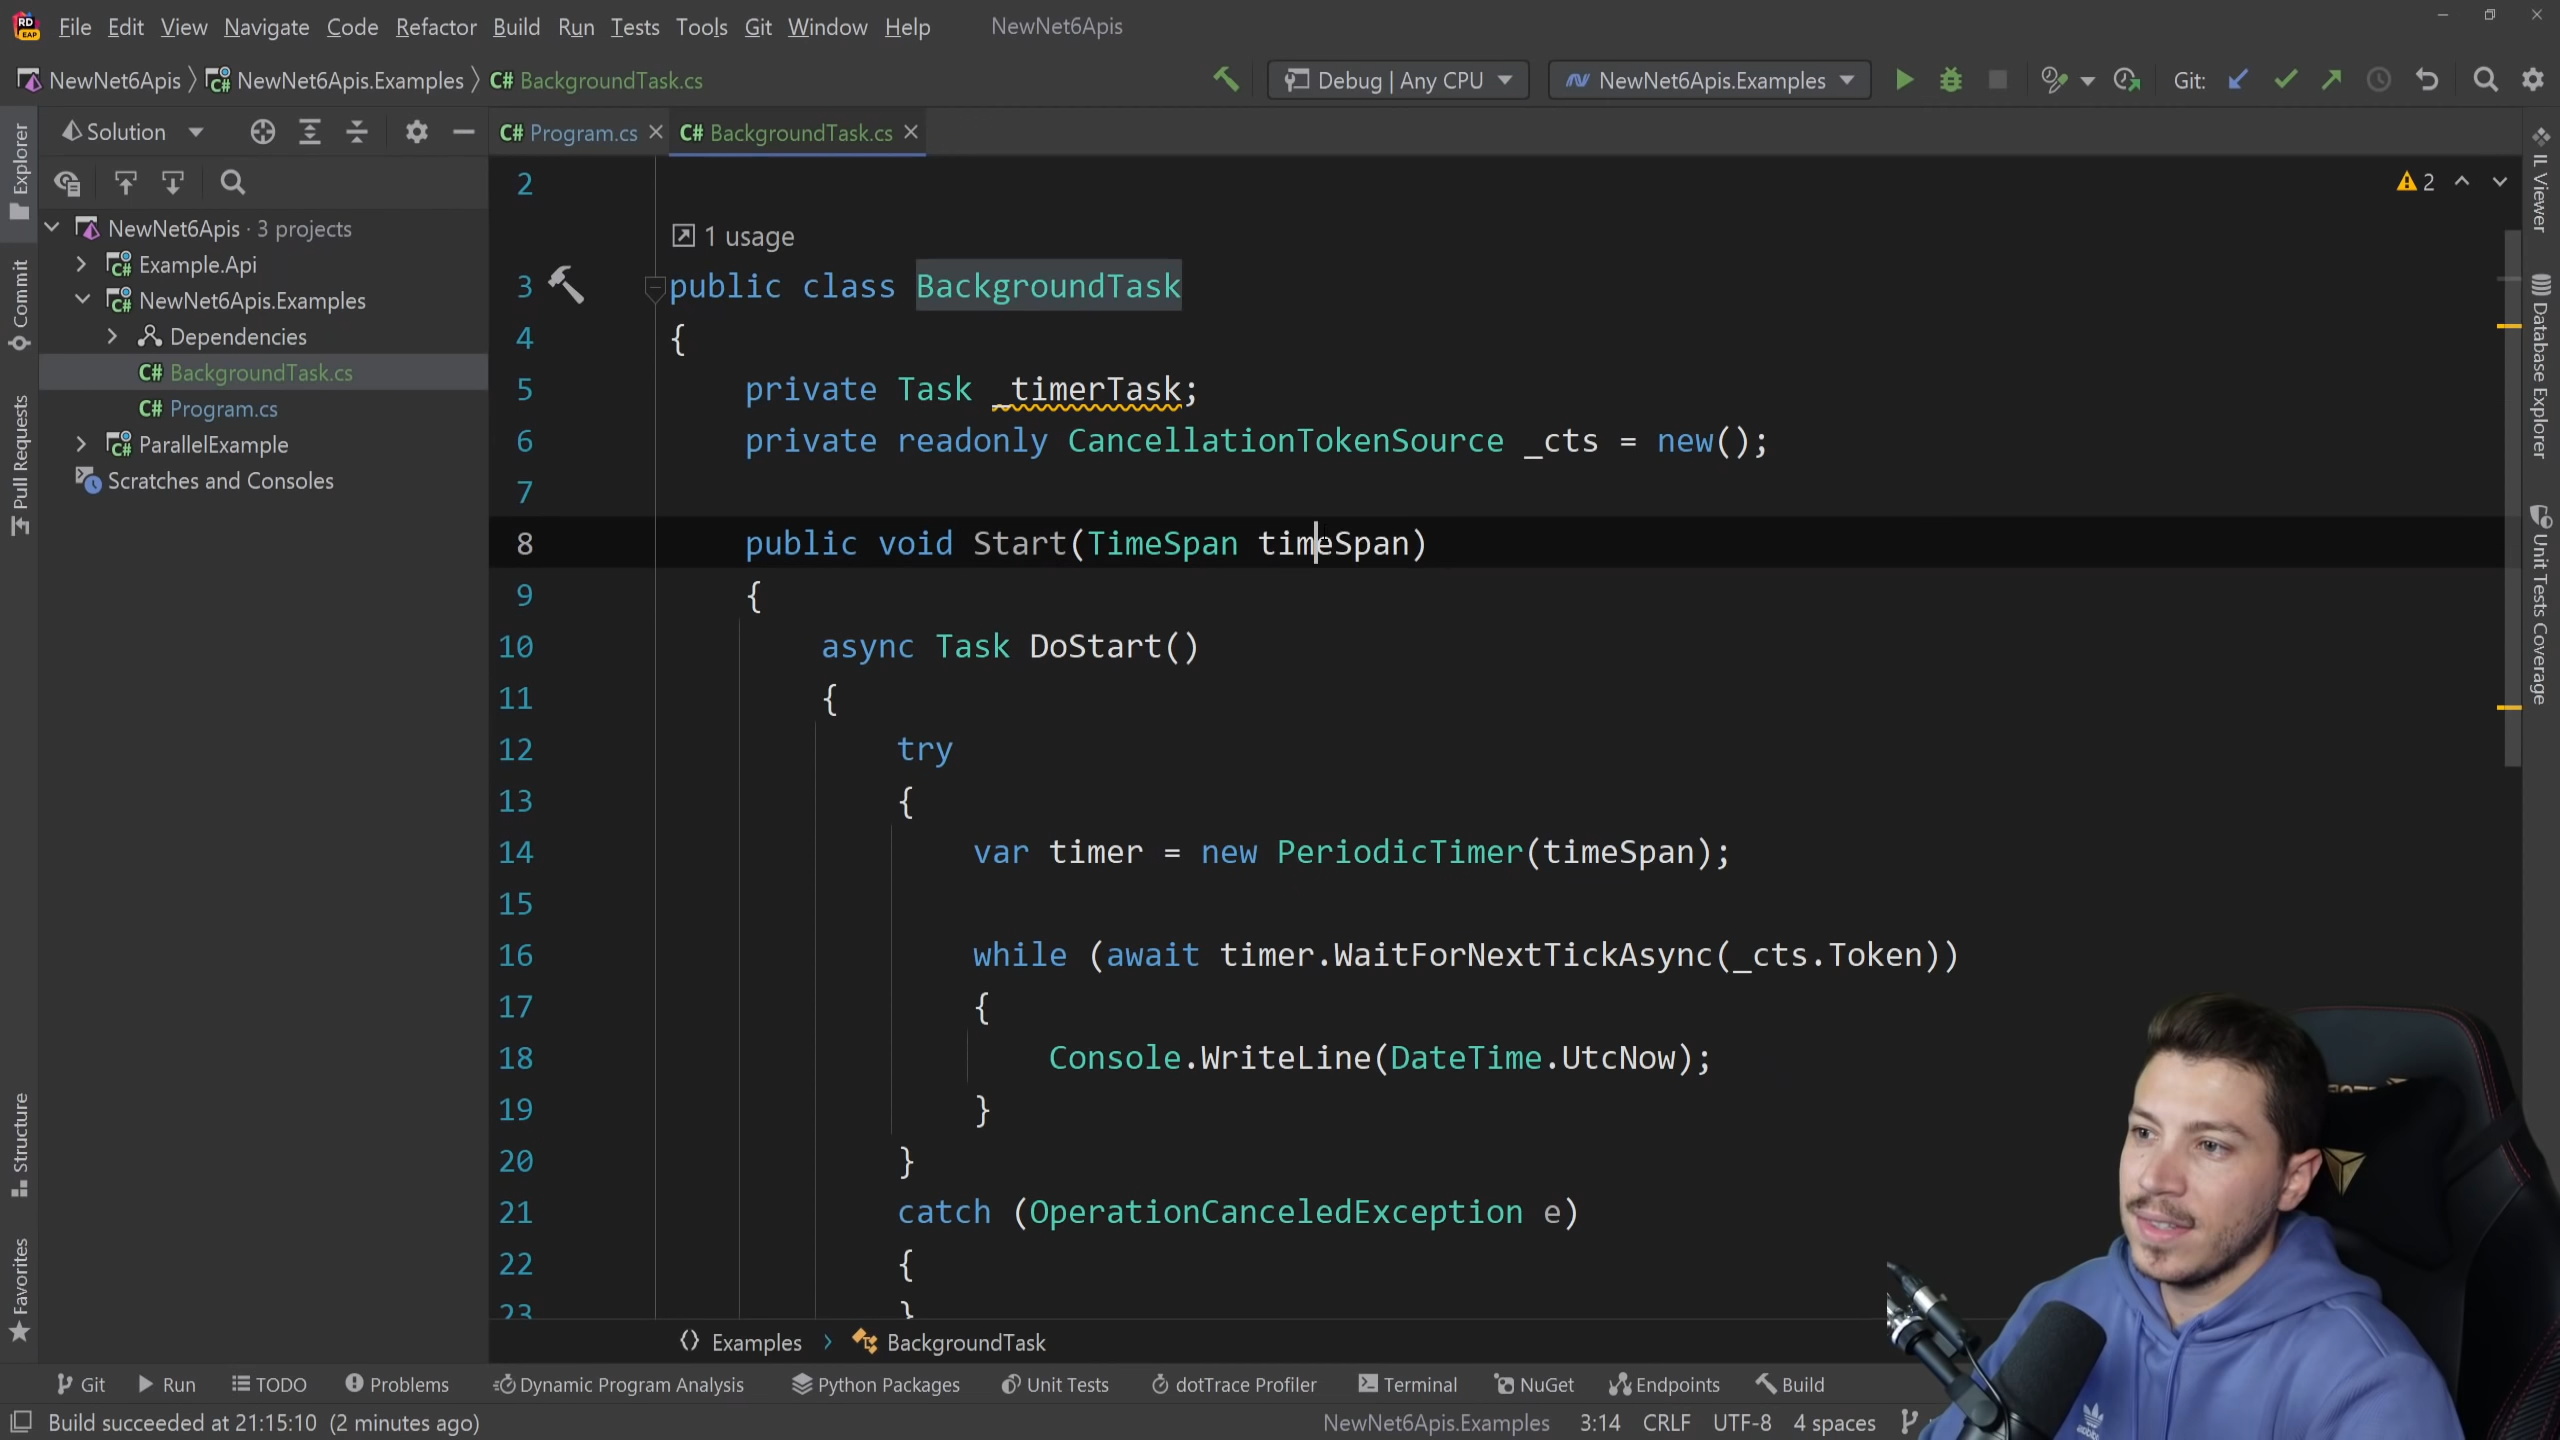 RD
EAP
File Edit View Navigate Code Refactor Build Run Tests Tools Git View Window Help
NewNet6Apis
NewNet6Apis NewNet6Apis.Examples C# BackgroundTask.cs
Debug | Any CPU
NewNet6Apis.Examples
Git:
Explorer
Commit
Pull Requests
Structure
Favorites
Solution
NewNet6Apis · 3 projects
Example.Api
NewNet6Apis.Examples
Dependencies
C# BackgroundTask.cs
C# Program.cs
ParallelExample
Scratches and Consoles
C# Program.cs
C# BackgroundTask.cs
2
2
1 usage
3 public class BackgroundTask
4 {
5 private Task _timerTask;
6 private readonly CancellationTokenSource _cts = new();
7
8 public void Start(TimeSpan timeSpan)
9 {
10 async Task DoStart()
11 {
12 try
13 {
14 var timer = new PeriodicTimer(timeSpan);
15
16 while (await timer.WaitForNextTickAsync(_cts.Token))
17 {
18 Console.WriteLine(DateTime.UtcNow);
19 }
20 }
21 catch (OperationCanceledException e)
22 {
23 }
Examples BackgroundTask
IL Viewer
Database Explorer
Unit Tests Coverage
Git Run TODO Problems Dynamic Program Analysis Python Packages Unit Tests dotTrace Profiler Terminal NuGet Endpoints Build
Build succeeded at 21:15:10 (2 minutes ago)
NewNet6Apis.Examples 3:14 CRLF UTF-8 4 spaces